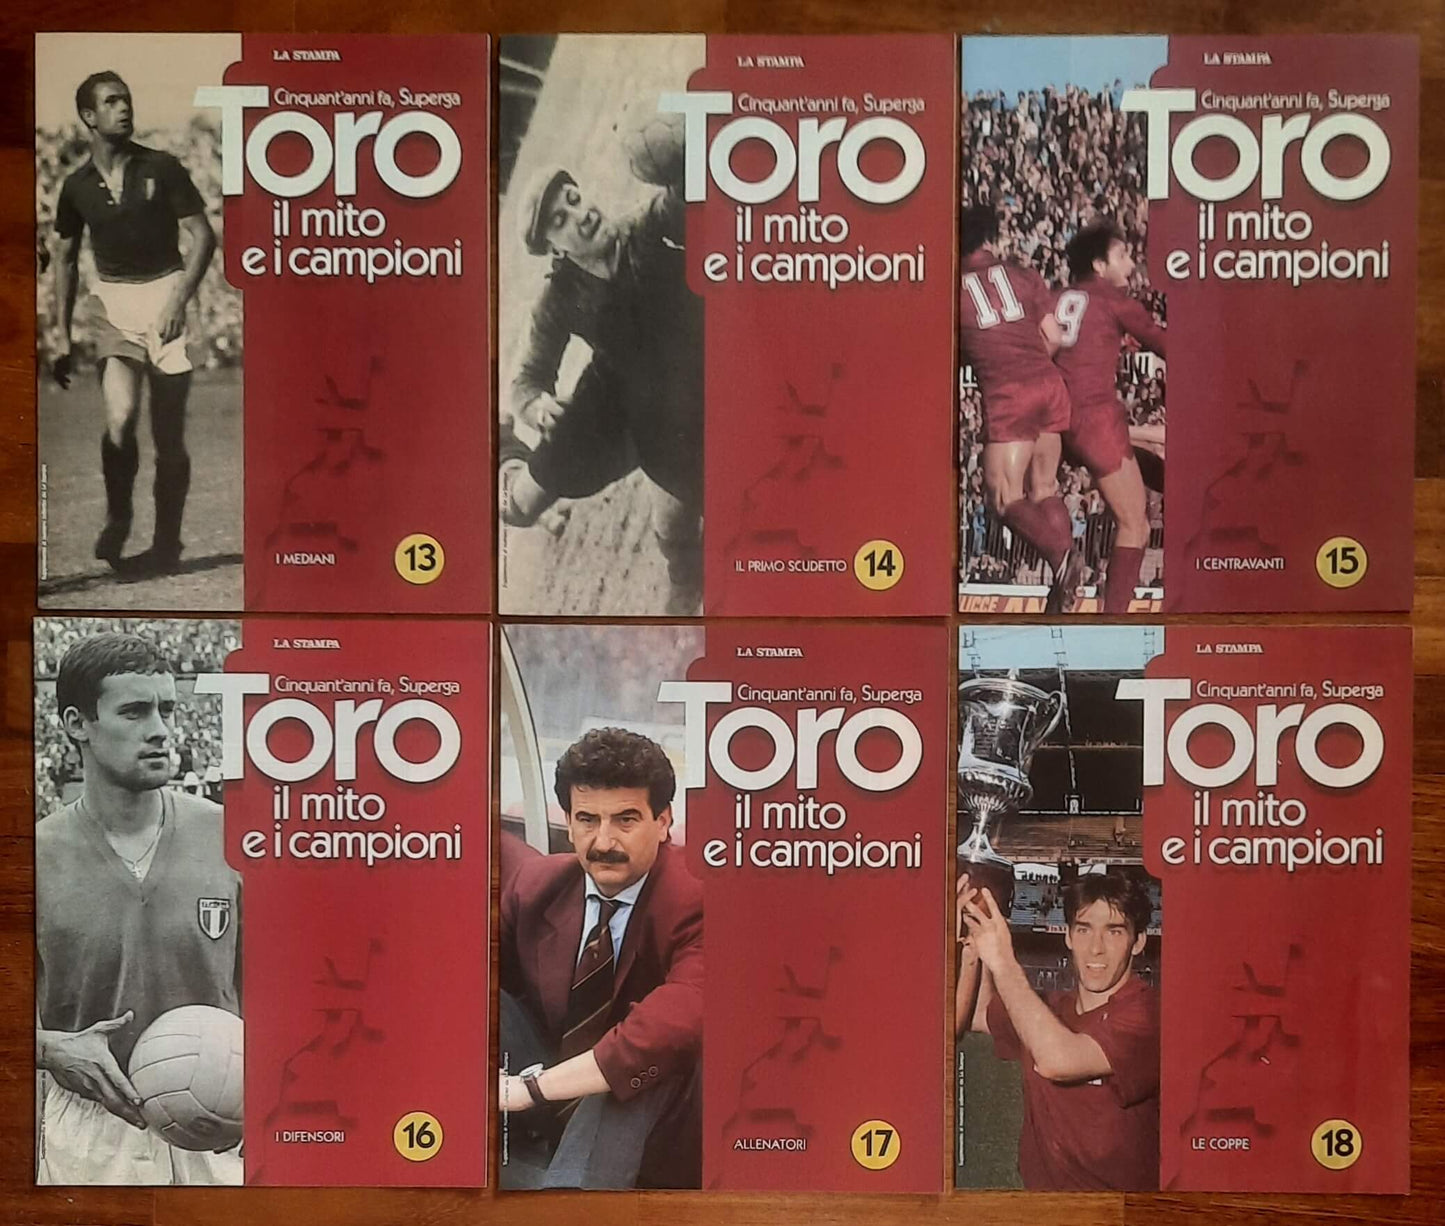 LA STAMPA
Cinquant'anni fa, Superga
Toro
il mito
e i campioni
I MEDIANI
13
LA STAMPA
Cinquant'anni fa, Superga
Toro
il mito
e i campioni
IL PRIMO SCUDETTO
14
LA STAMPA
Cinquant'anni fa, Superga
Toro
il mito
e i campioni
11
9
I CENTRAVANTI
15
LA STAMPA
Cinquant'anni fa, Superga
Toro
il mito
e i campioni
I DIFENSORI
16
LA STAMPA
Cinquant'anni fa, Superga
Toro
il mito
e i campioni
ALLENATORI
17
LA STAMPA
Cinquant'anni fa, Superga
Toro
il mito
e i campioni
LE COPPE
18